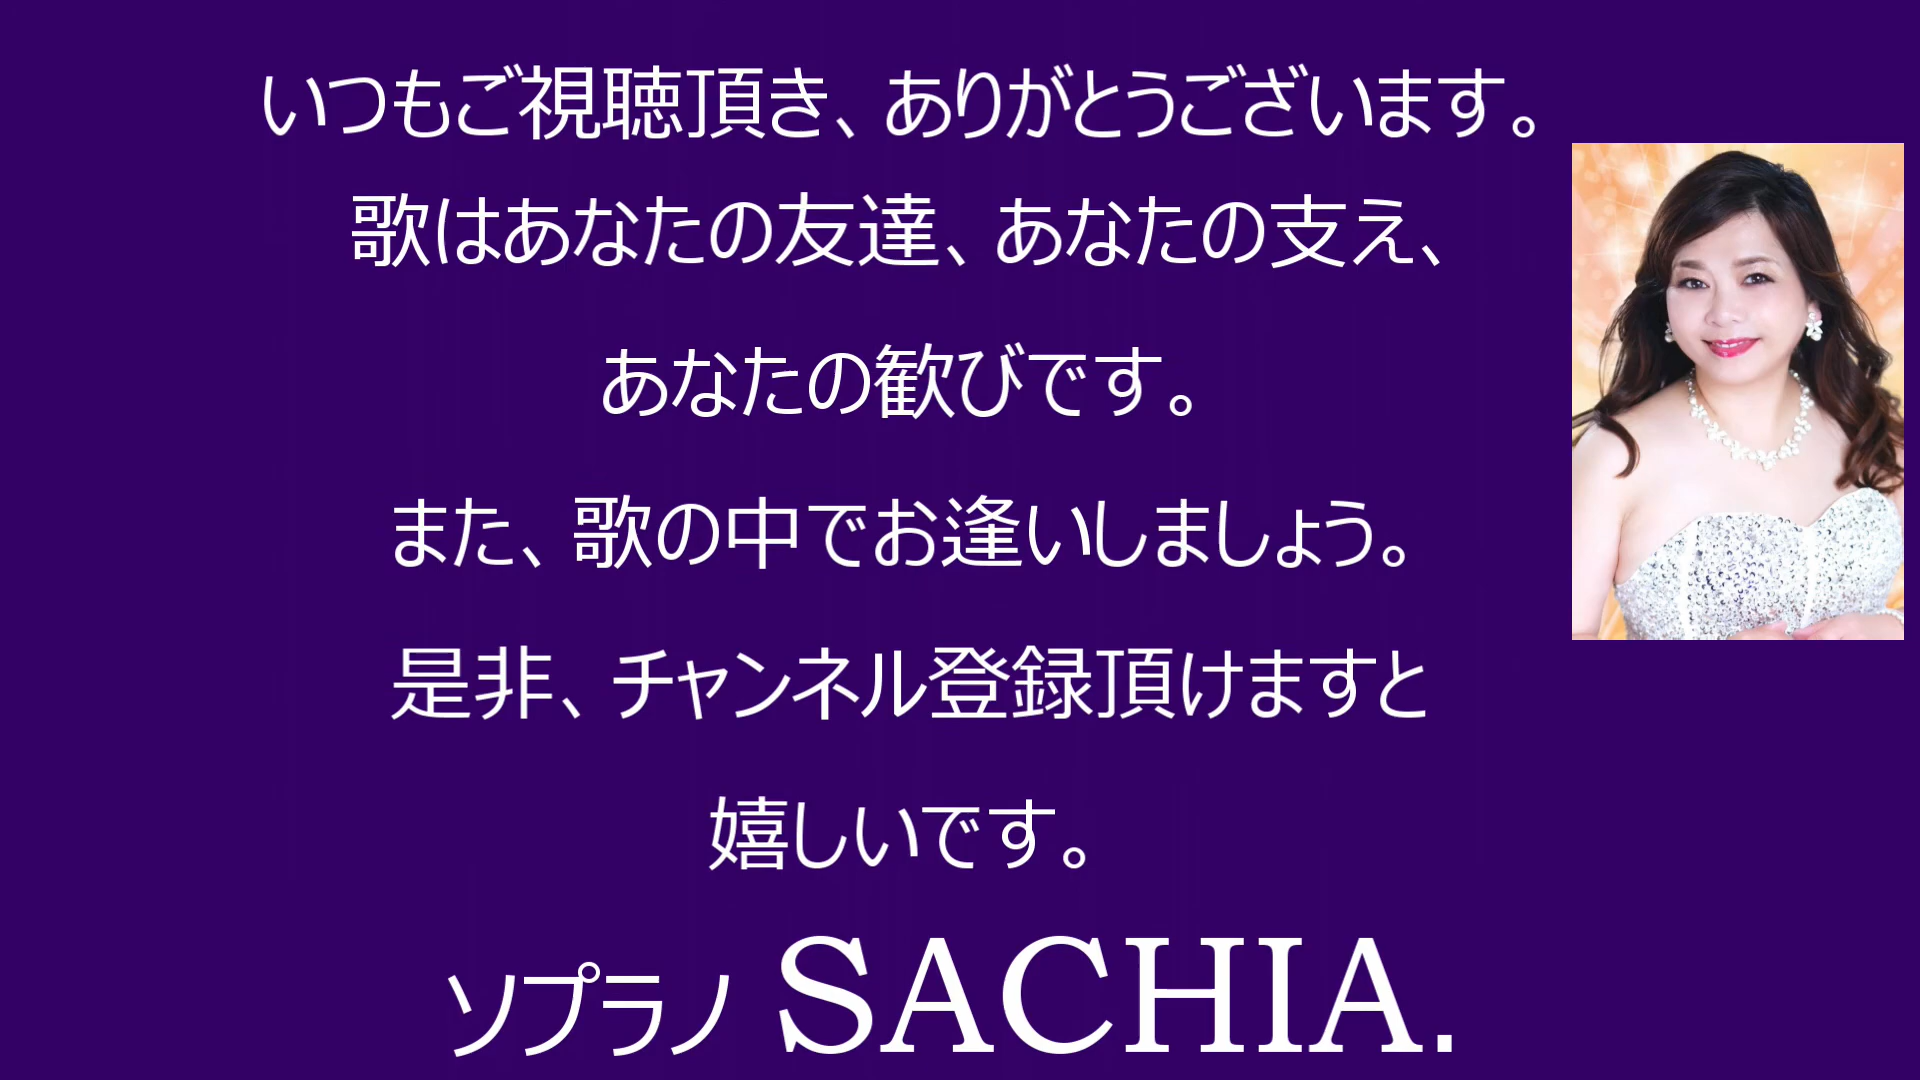 いつもご視聴頂き、ありがとうございます。
歌はあなたの友達、あなたの支え、
あなたの歓びです。
また、歌の中でお逢いしましょう。
是非、チャンネル登録頂けますと
嬉しいです。
ソプラノ SACHIA.